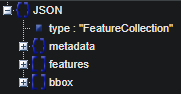 JSON
type : "FeatureCollection"
metadata
features
bbox